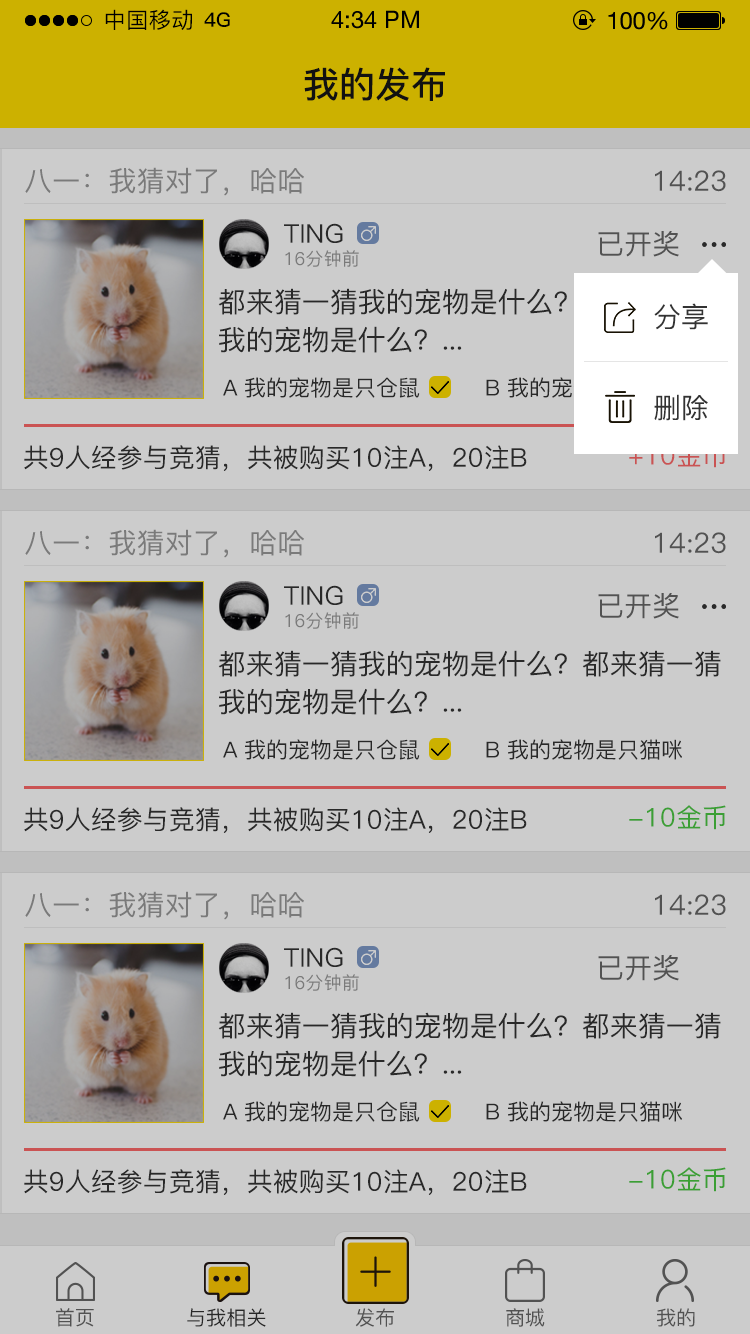 中国移动 4G 4:34 PM 100%
我的发布
八一：我猜对了，哈哈 14:23
TING 已开奖
16分钟前
都来猜一猜我的宠物是什么？
我的宠物是什么？...
A 我的宠物是只仓鼠 B 我的宠
分享
删除
共9人经参与竞猜，共被购买10注A，20注B +10金币
八一：我猜对了，哈哈 14:23
TING 已开奖
16分钟前
都来猜一猜我的宠物是什么？都来猜一猜
我的宠物是什么？...
A 我的宠物是只仓鼠 B 我的宠物是只猫咪
共9人经参与竞猜，共被购买10注A，20注B -10金币
八一：我猜对了，哈哈 14:23
TING 已开奖
16分钟前
都来猜一猜我的宠物是什么？都来猜一猜
我的宠物是什么？...
A 我的宠物是只仓鼠 B 我的宠物是只猫咪
共9人经参与竞猜，共被购买10注A，20注B -10金币
首页 与我相关 发布 商城 我的